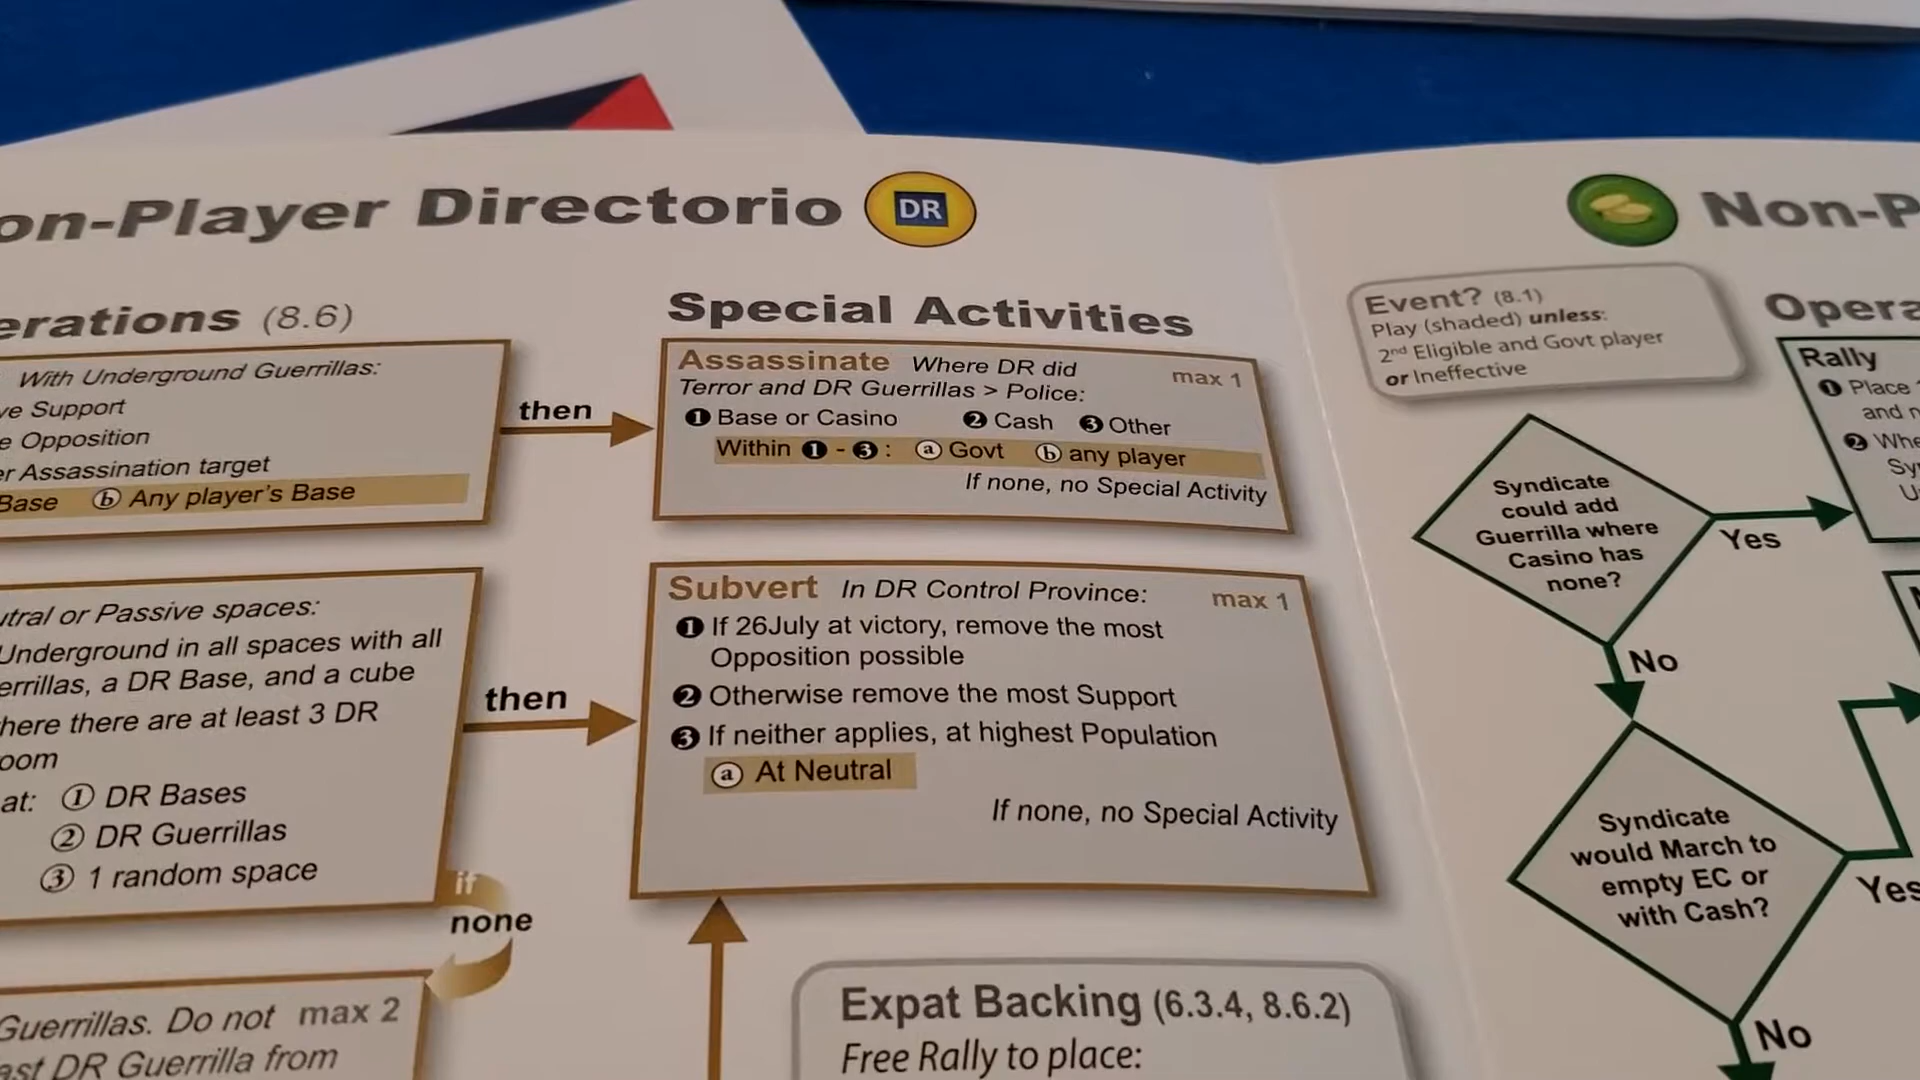 on-Player Directorio DR
erations (8.6)
With Underground Guerrillas:
ve Support
e Opposition
er Assassination target
Base ⓑ Any player's Base
then
Special Activities
Assassinate Where DR did max 1
Terror and DR Guerrillas > Police:
❶ Base or Casino ❷ Cash ❸ Other
Within ❶ - ❸ : ⓐ Govt ⓑ any player
If none, no Special Activity
utral or Passive spaces:
Underground in all spaces with all
errillas, a DR Base, and a cube
here there are at least 3 DR
oom
at: ① DR Bases
② DR Guerrillas
③ 1 random space
then
if
none
Subvert In DR Control Province: max 1
❶ If 26July at victory, remove the most
Opposition possible
❷ Otherwise remove the most Support
❸ If neither applies, at highest Population
ⓐ At Neutral
If none, no Special Activity
Guerrillas. Do not max 2
ast DR Guerrilla from
Expat Backing (6.3.4, 8.6.2)
Free Rally to place:
Non-P
Event? (8.1)
Play (shaded) unless:
2nd Eligible and Govt player
or Ineffective
Opera
Rally
❶ Place
and n
❷ Whe
Sy
U
Syndicate
could add
Guerrilla where
Casino has
none?
Yes
No
Syndicate
would March to
empty EC or
with Cash?
Yes
No